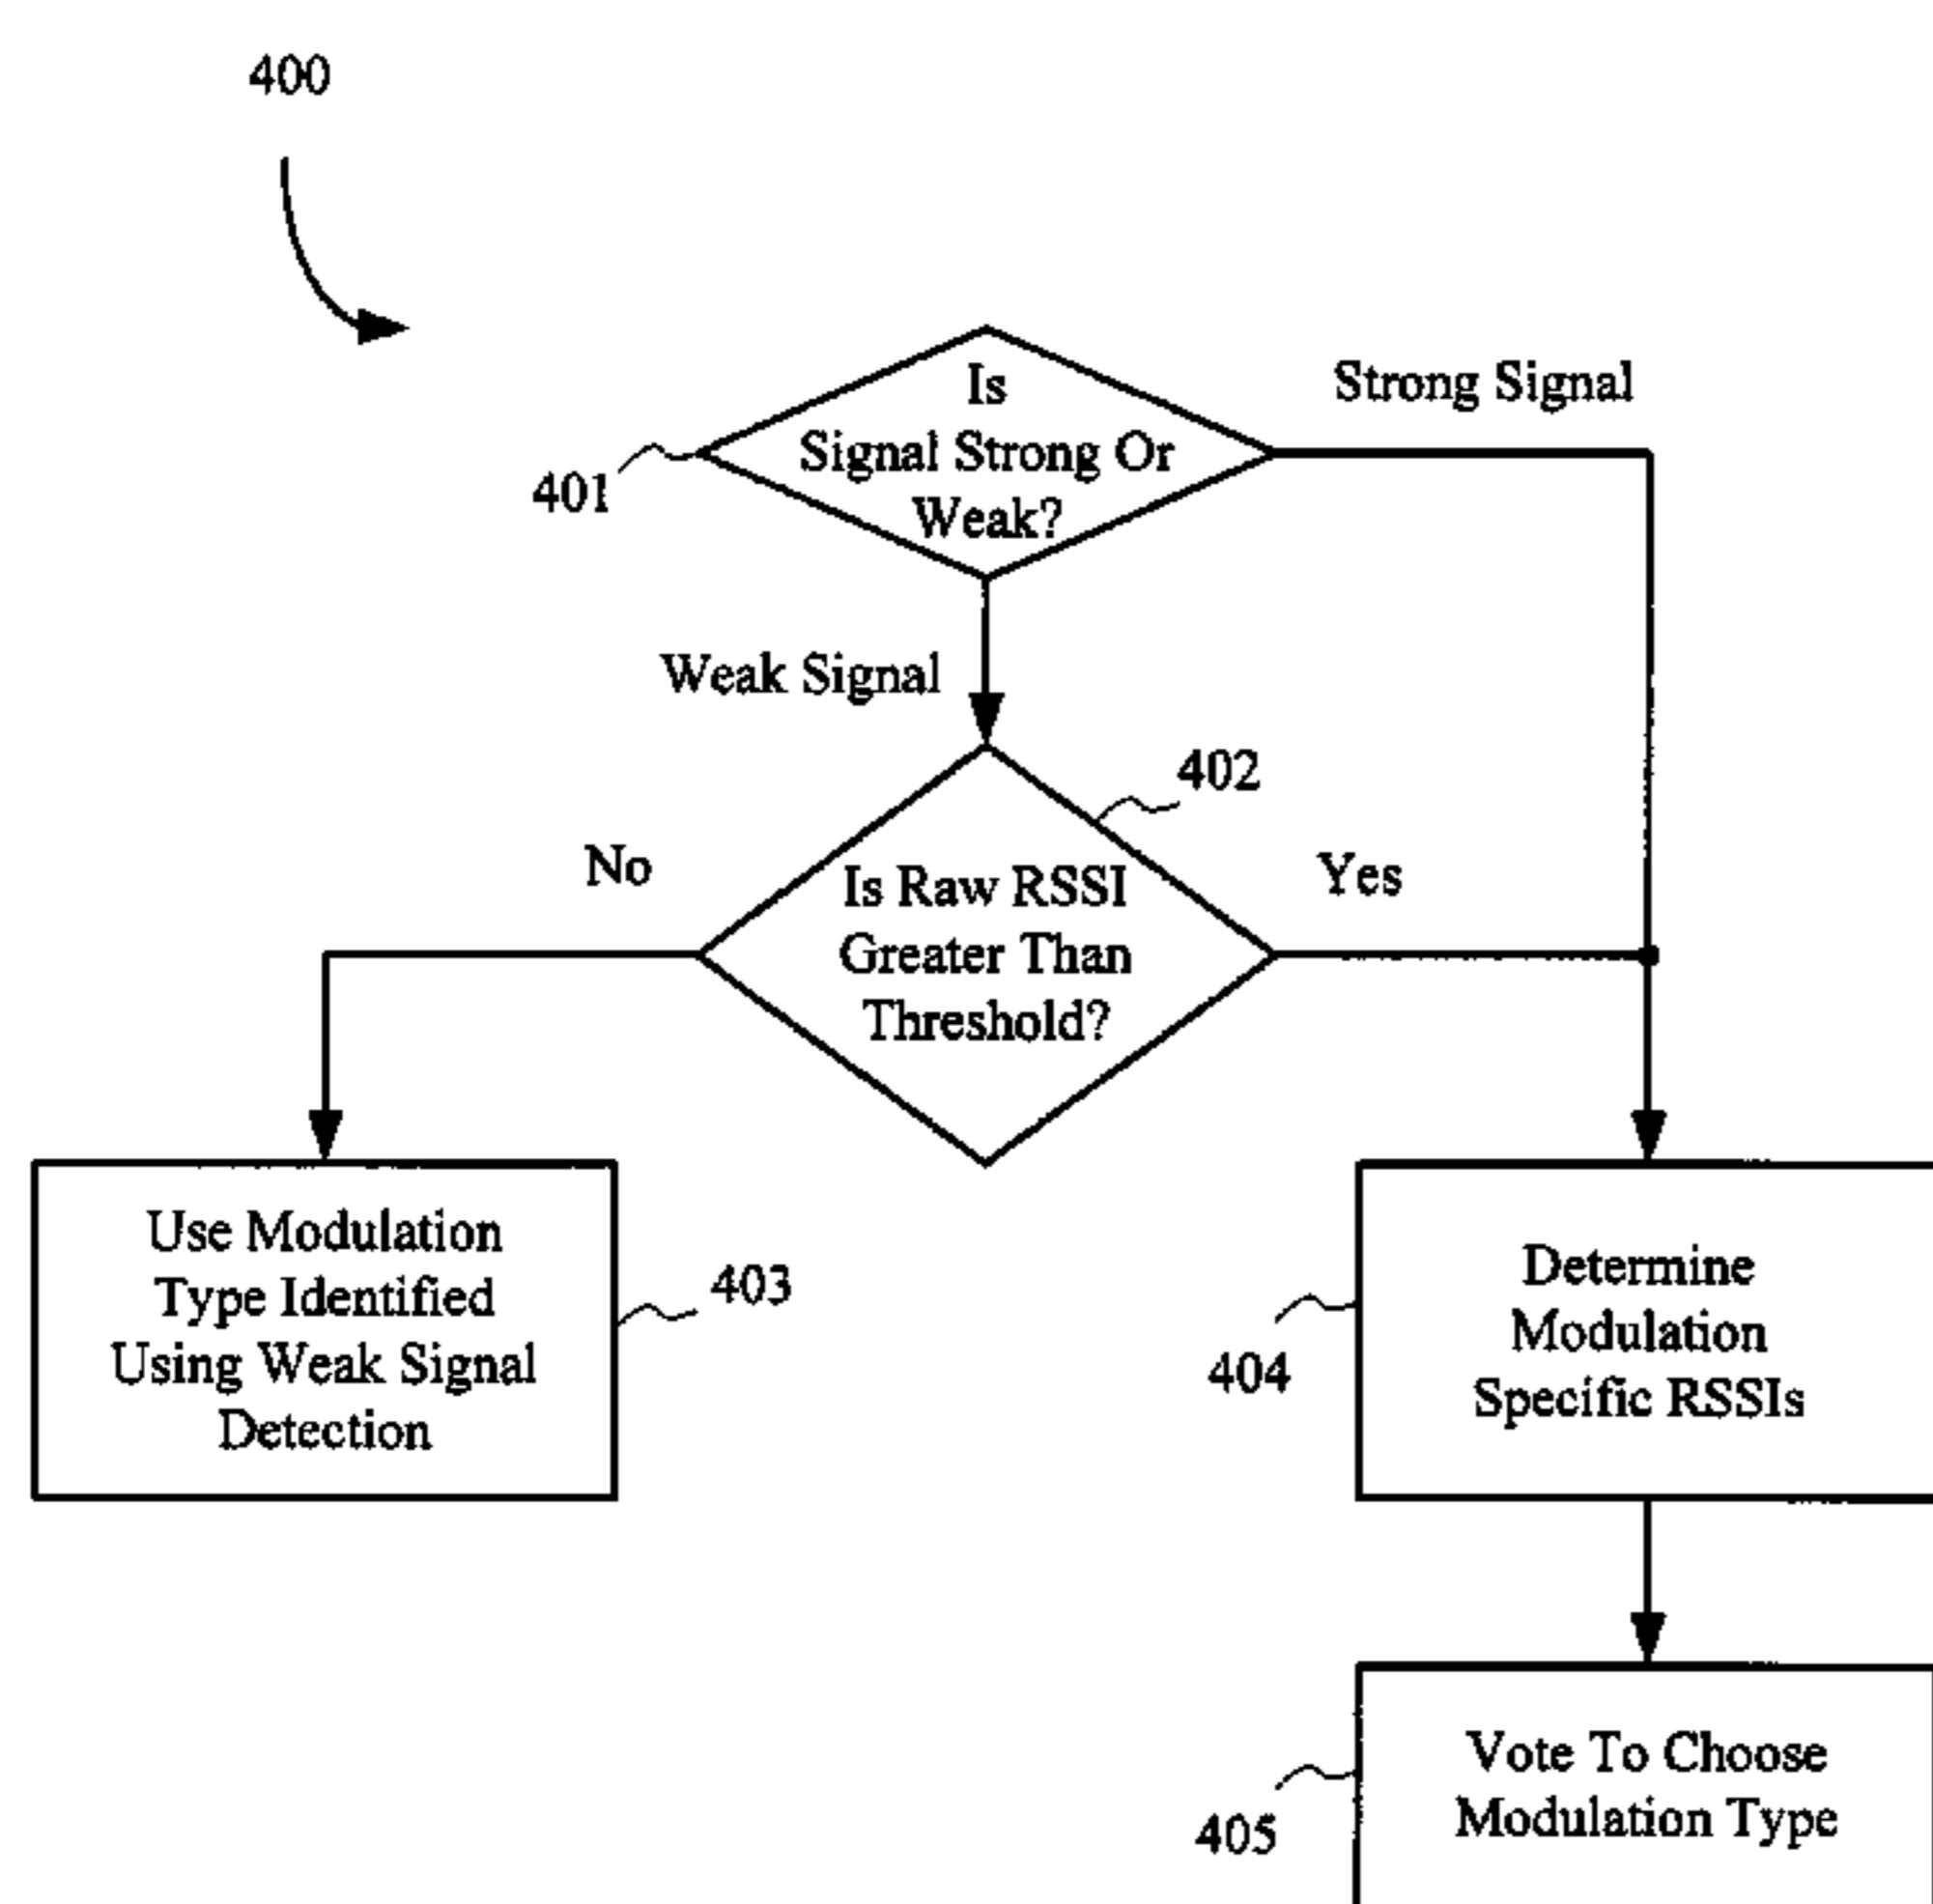 400
Is
Signal Strong Or
Weak?
Strong Signal
401
Weak Signal
402
No
Is Raw RSSI
Greater Than
Threshold?
Yes
Use Modulation
Type Identified
Using Weak Signal
Detection
403
Determine
Modulation
Specific RSSIs
404
Vote To Choose
Modulation Type
405